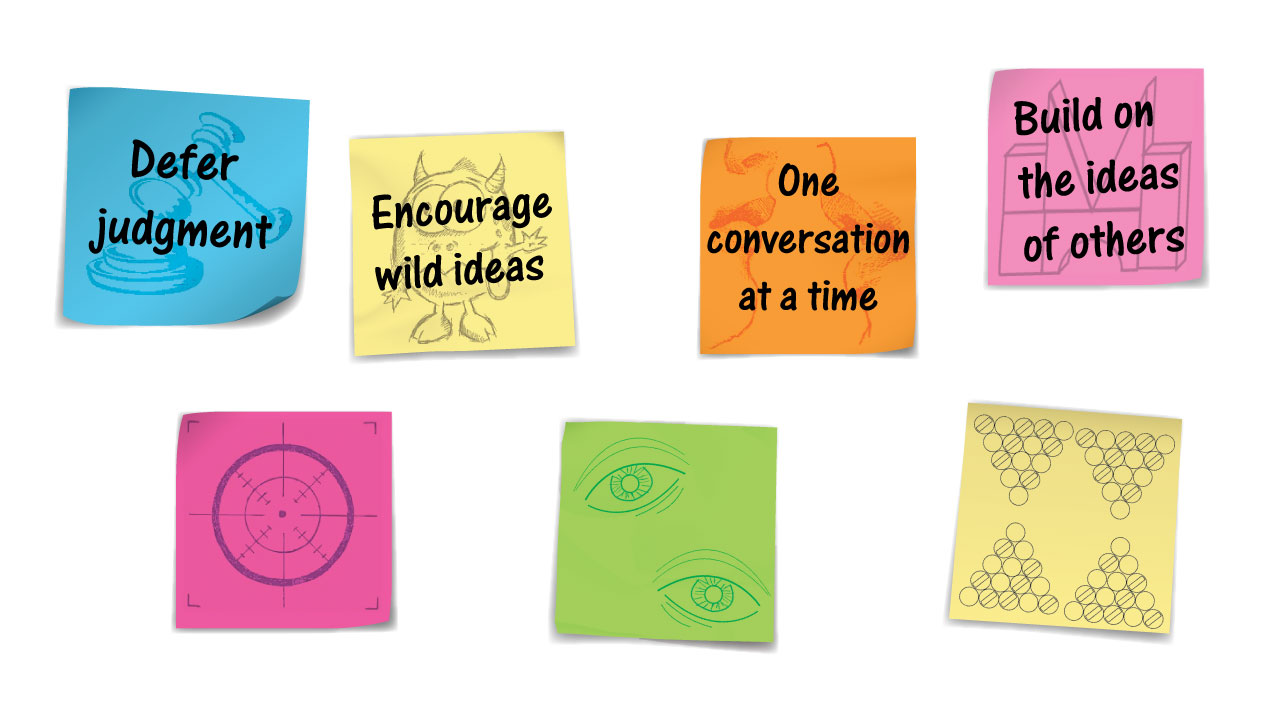 Defer
judgment
Encourage
wild ideas
One
conversation
at a time
Build on
the ideas
of others